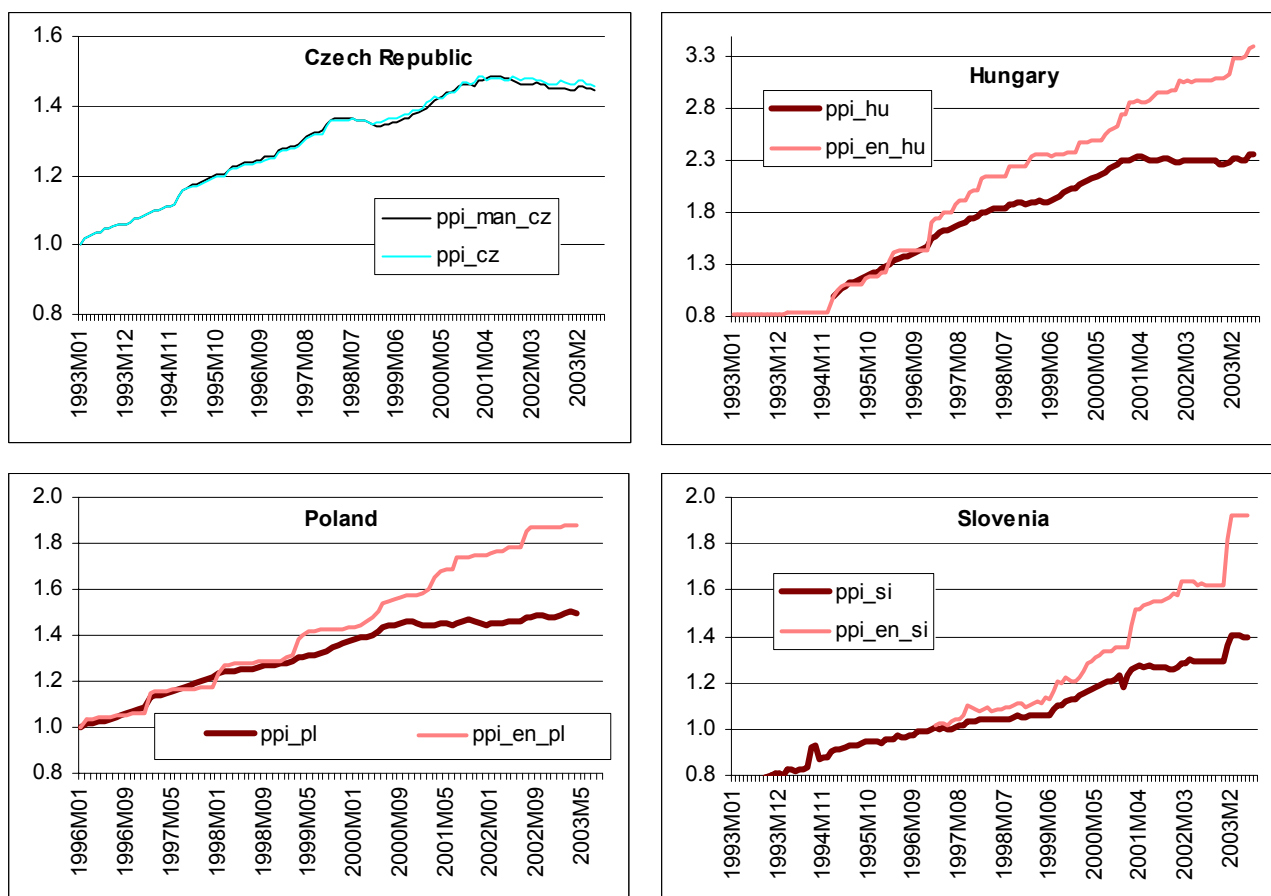 Czech Republic
1.6
1.4
1.2
1.0
0.8
ppi_man_cz
ppi_cz
1993M01
1993M12
1994M11
1995M10
1996M09
1997M08
1998M07
1999M06
2000M05
2001M04
2002M03
2003M2
Hungary
3.3
2.8
2.3
1.8
1.3
0.8
ppi_hu
ppi_en_hu
1993M01
1993M12
1994M11
1995M10
1996M09
1997M08
1998M07
1999M06
2000M05
2001M04
2002M03
2003M2
Poland
2.0
1.8
1.6
1.4
1.2
1.0
0.8
ppi_pl
ppi_en_pl
1996M01
1996M09
1997M05
1998M01
1998M09
1999M05
2000M01
2000M09
2001M05
2002M01
2002M09
2003M5
Slovenia
2.0
1.8
1.6
1.4
1.2
1.0
0.8
ppi_si
ppi_en_si
1993M01
1993M12
1994M11
1995M10
1996M09
1997M08
1998M07
1999M06
2000M05
2001M04
2002M03
2003M2